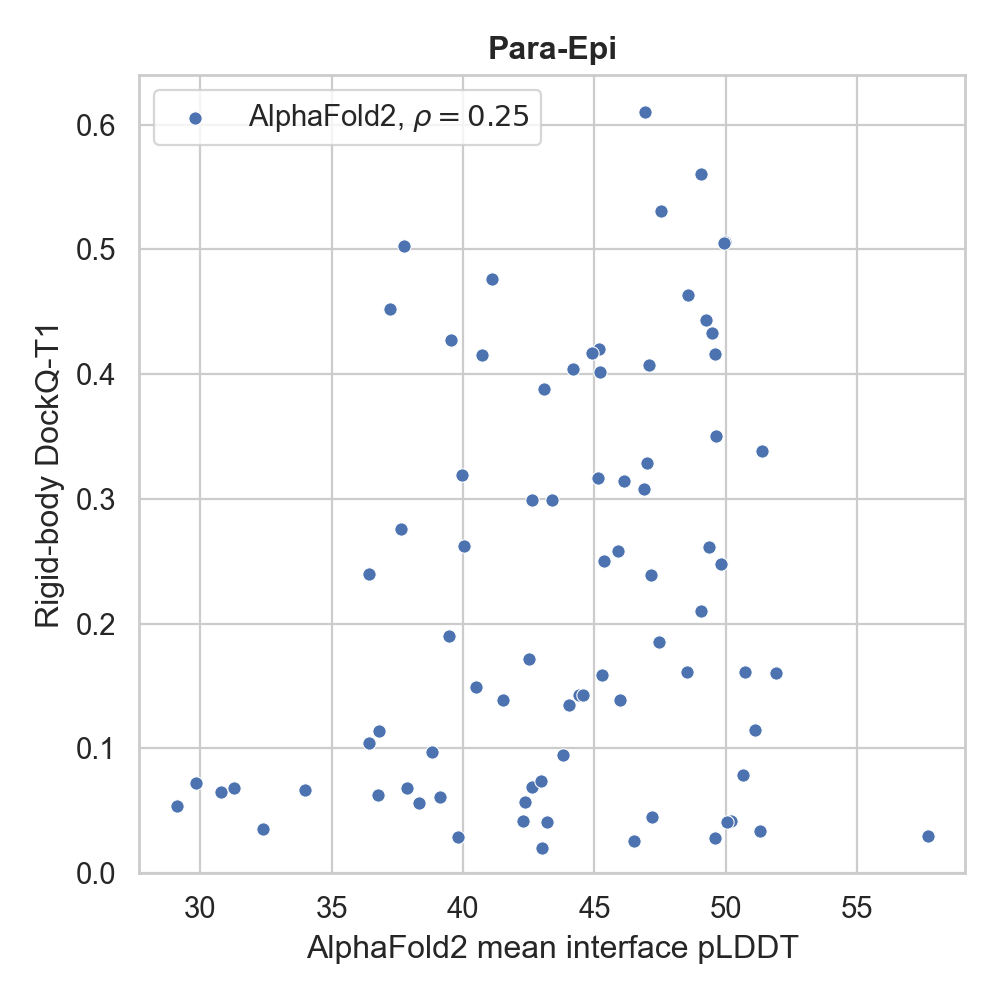 Para-Epi
AlphaFold2, ρ = 0.25
Rigid-body DockQ-T1
0.6
0.5
0.4
0.3
0.2
0.1
0.0
30 35 40 45 50 55
AlphaFold2 mean interface pLDDT